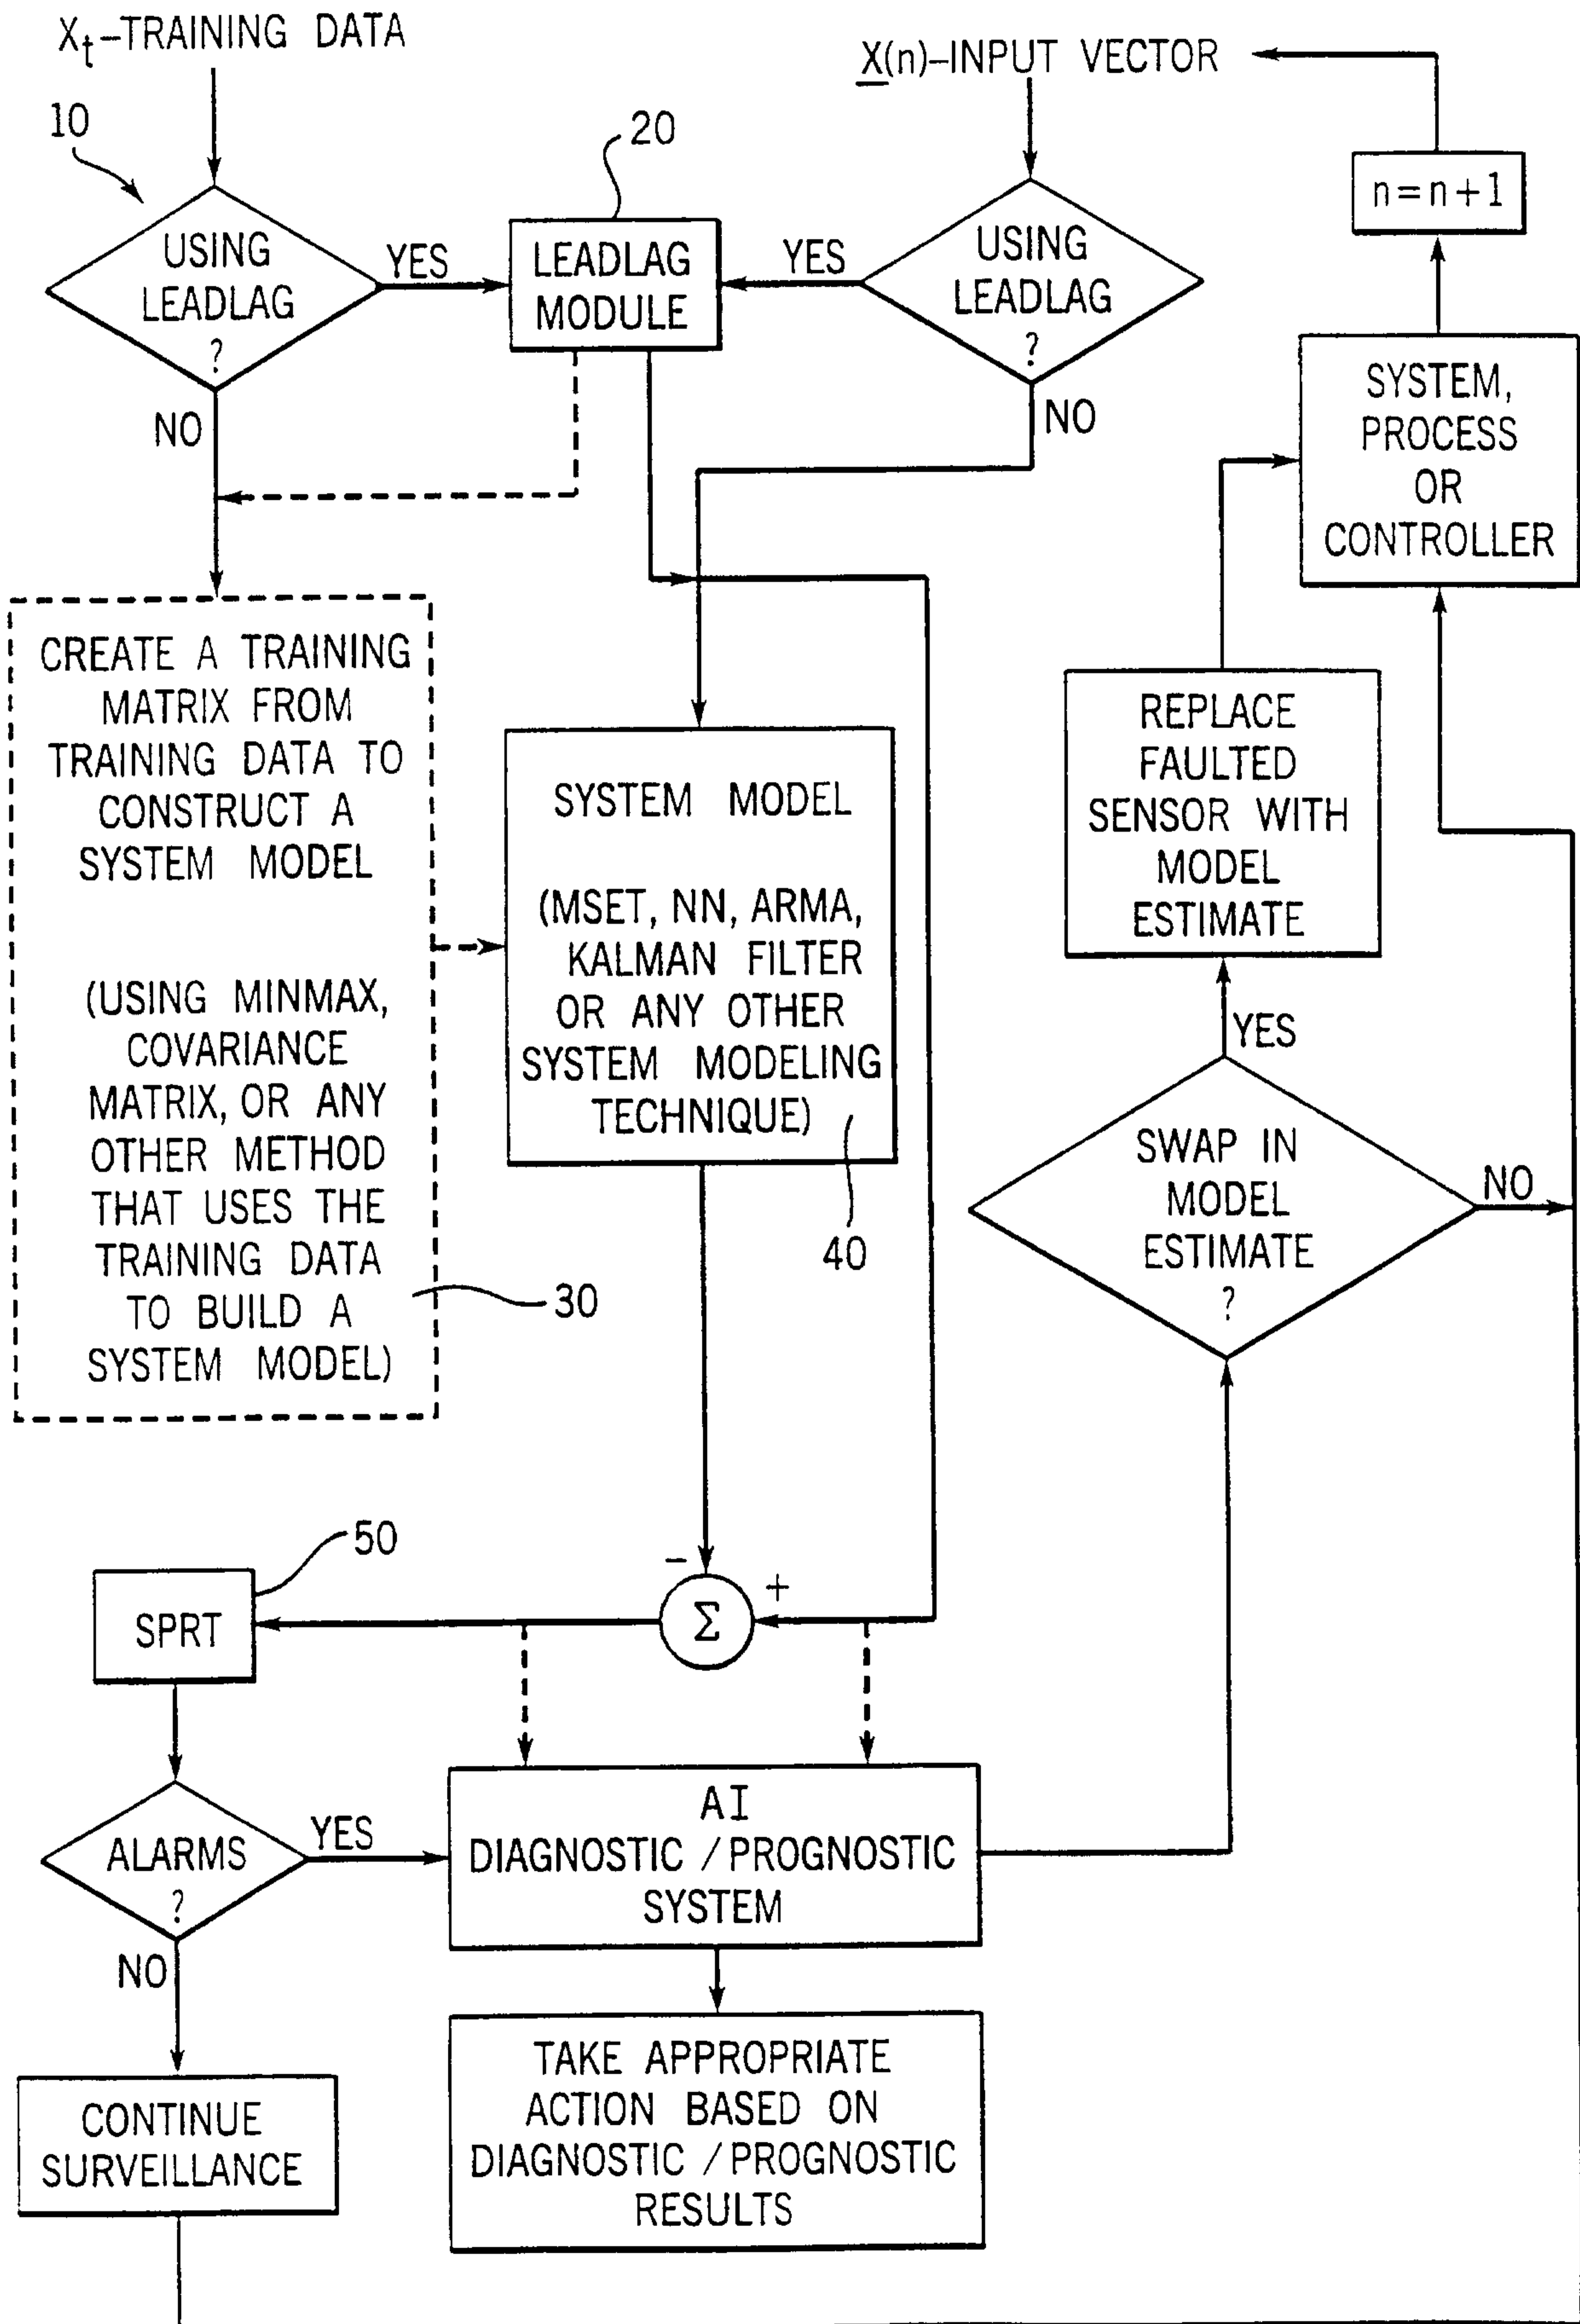 Xt–TRAINING DATA
X(n)–INPUT VECTOR
10
20
n=n+1
USING
LEADLAG
?
YES
NO
LEADLAG
MODULE
YES
USING
LEADLAG
?
NO
SYSTEM,
PROCESS
OR
CONTROLLER
CREATE A TRAINING
MATRIX FROM
TRAINING DATA TO
CONSTRUCT A
SYSTEM MODEL
(USING MINMAX,
COVARIANCE
MATRIX, OR ANY
OTHER METHOD
THAT USES THE
TRAINING DATA
TO BUILD A
SYSTEM MODEL)
30
SYSTEM MODEL
(MSET, NN, ARMA,
KALMAN FILTER
OR ANY OTHER
SYSTEM MODELING
TECHNIQUE)
40
REPLACE
FAULTED
SENSOR WITH
MODEL
ESTIMATE
YES
SWAP IN
MODEL
ESTIMATE
?
NO
50
SPRT
–
+
Σ
ALARMS
?
YES
NO
AI
DIAGNOSTIC / PROGNOSTIC
SYSTEM
CONTINUE
SURVEILLANCE
TAKE APPROPRIATE
ACTION BASED ON
DIAGNOSTIC / PROGNOSTIC
RESULTS